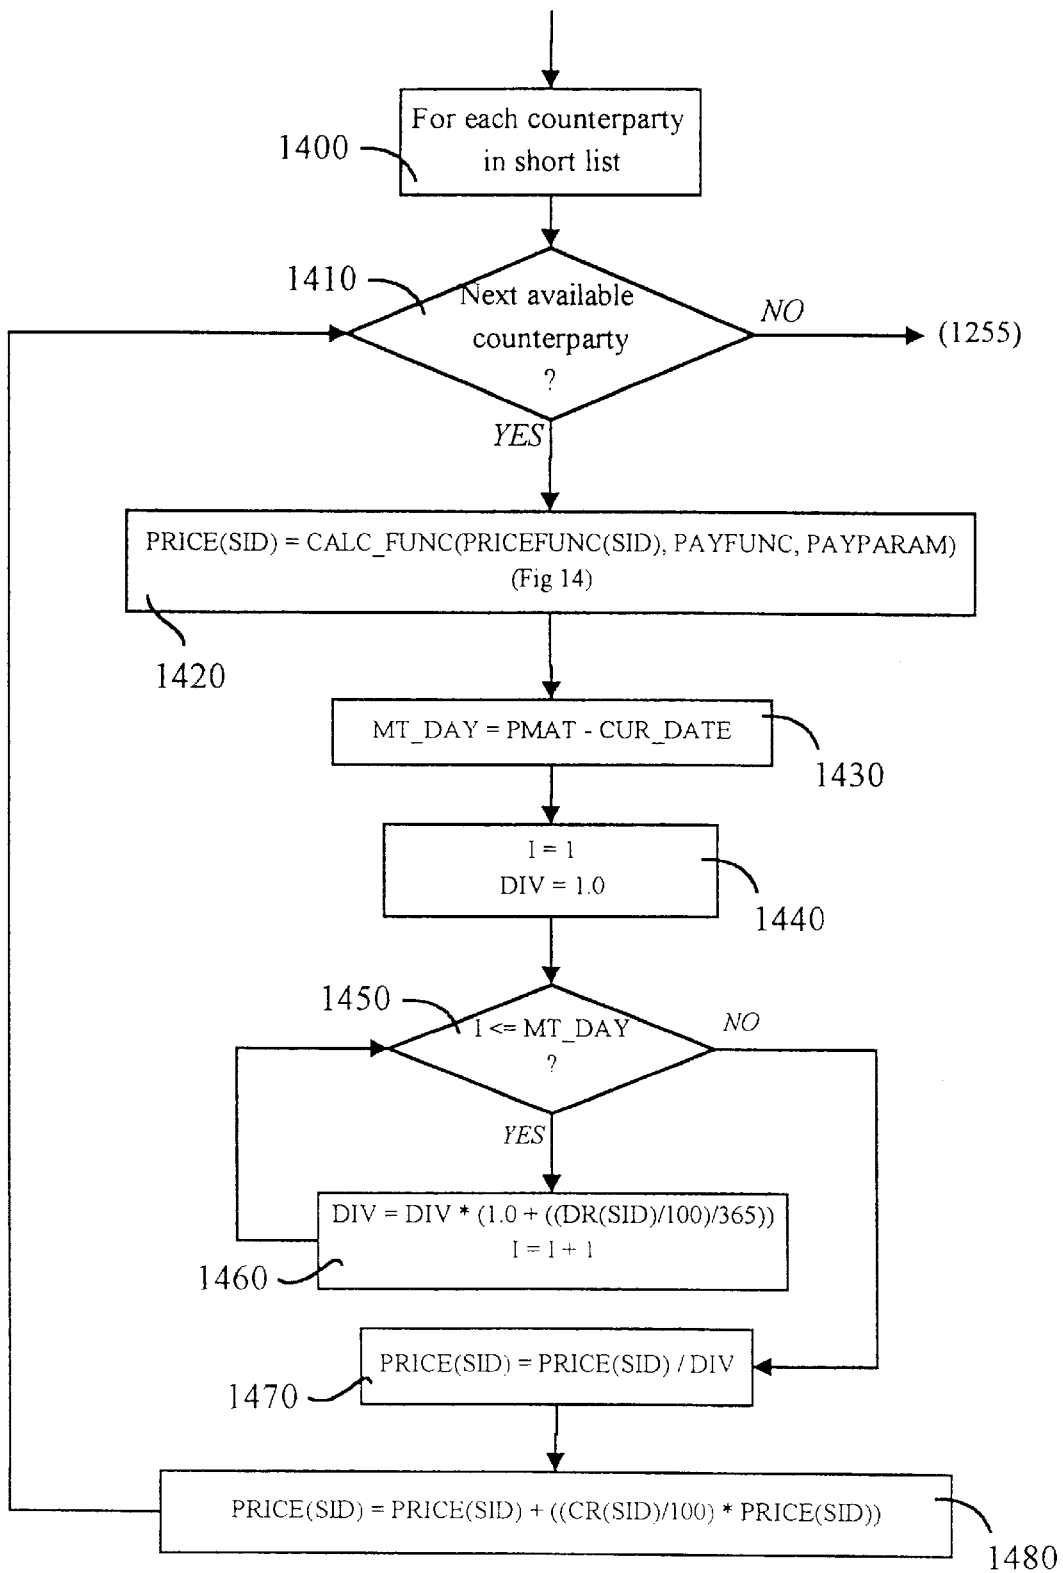 For each counterparty
in short list
1400
1410
Next available
counterparty
?
NO
(1255)
YES
PRICE(SID) = CALC_FUNC(PRICEFUNC(SID), PAYFUNC, PAYPARAM)
(Fig 14)
1420
MT_DAY = PMAT - CUR_DATE
1430
I = 1
DIV = 1.0
1440
1450
I <= MT_DAY
?
NO
YES
DIV = DIV * (1.0 + ((DR(SID)/100)/365))
I = I + 1
1460
PRICE(SID) = PRICE(SID) / DIV
1470
PRICE(SID) = PRICE(SID) + ((CR(SID)/100) * PRICE(SID))
1480